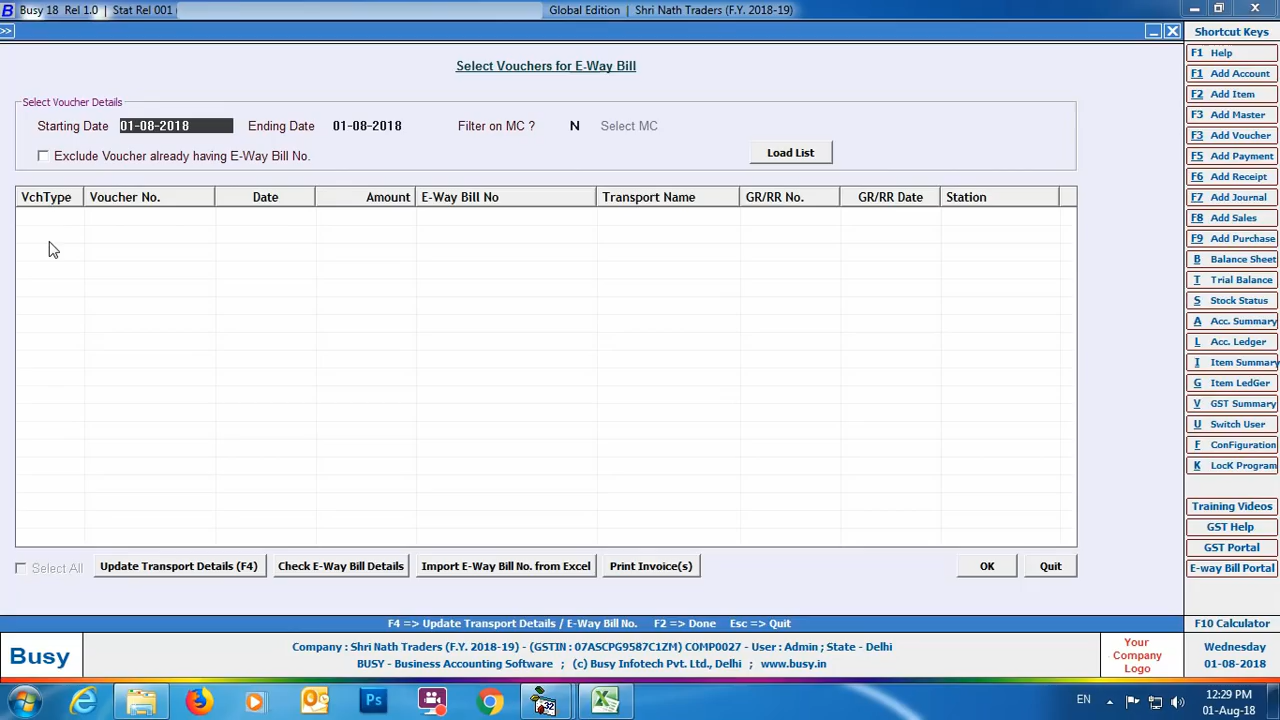 Busy 18 Rel 1.0 | Stat Rel 001 Global Edition | Shri Nath Traders (F.Y. 2018-19)
>>
Select Vouchers for E-Way Bill
Select Voucher Details
Starting Date 01-08-2018 Ending Date 01-08-2018 Filter on MC ? N Select MC
Exclude Voucher already having E-Way Bill No. Load List
VchType Voucher No. Date Amount E-Way Bill No Transport Name GR/RR No. GR/RR Date Station
Select All Update Transport Details (F4) Check E-Way Bill Details Import E-Way Bill No. from Excel Print Invoice(s) OK Quit
F4 => Update Transport Details / E-Way Bill No. F2 => Done Esc => Quit
Busy
Company : Shri Nath Traders (F.Y. 2018-19) - (GSTIN : 07ASCPG9587C1ZM) COMP0027 - User : Admin ; State - Delhi
BUSY - Business Accounting Software ; (c) Busy Infotech Pvt. Ltd., Delhi ; www.busy.in
Your
Company
Logo
Shortcut Keys
F1 Help
F1 Add Account
F2 Add Item
F3 Add Master
F3 Add Voucher
F5 Add Payment
F6 Add Receipt
F7 Add Journal
F8 Add Sales
F9 Add Purchase
B Balance Sheet
T Trial Balance
S Stock Status
A Acc. Summary
L Acc. Ledger
I Item Summary
G Item LedGer
V GST Summary
U Switch User
F ConFiguration
K LocK Program
Training Videos
GST Help
GST Portal
E-way Bill Portal
F10 Calculator
Wednesday
01-08-2018
Ps
32
EN
12:29 PM
01-Aug-18